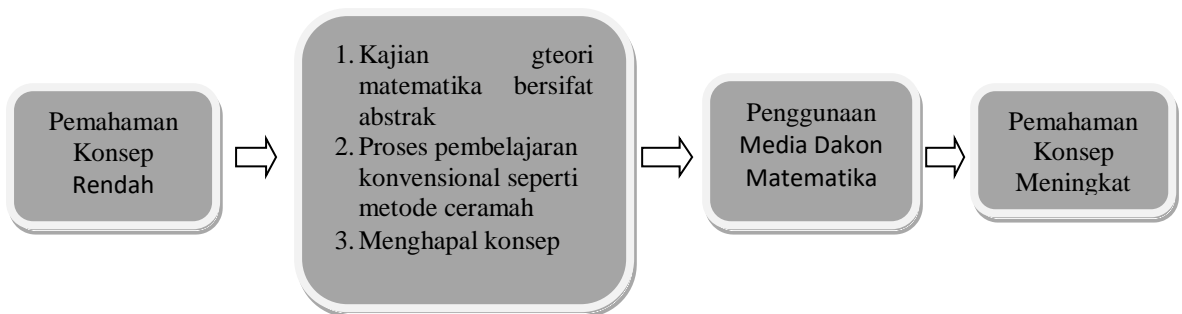 Pemahaman
Konsep
Rendah
1. Kajian gteori
matematika bersifat
abstrak
2. Proses pembelajaran
konvensional seperti
metode ceramah
3. Menghapal konsep
Penggunaan
Media Dakon
Matematika
Pemahaman
Konsep
Meningkat